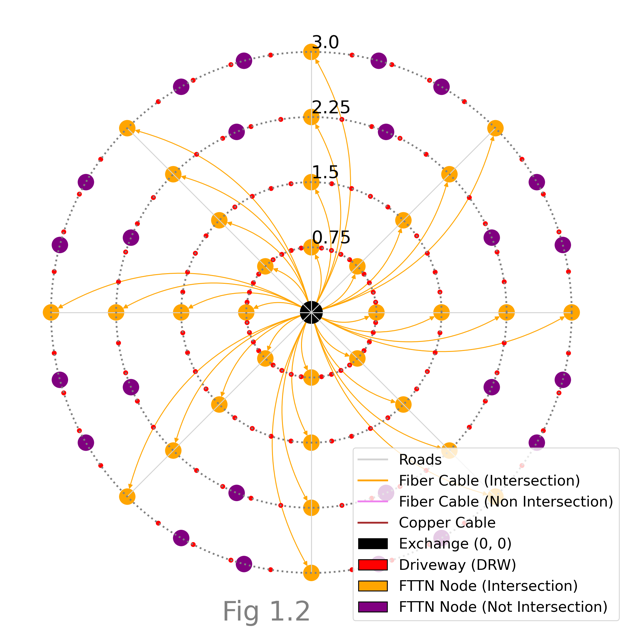 3.0
2.25
1.5
0.75
Roads
Fiber Cable (Intersection)
Fiber Cable (Non Intersection)
Copper Cable
Exchange (0, 0)
Driveway (DRW)
FTTN Node (Intersection)
FTTN Node (Not Intersection)
Fig 1.2